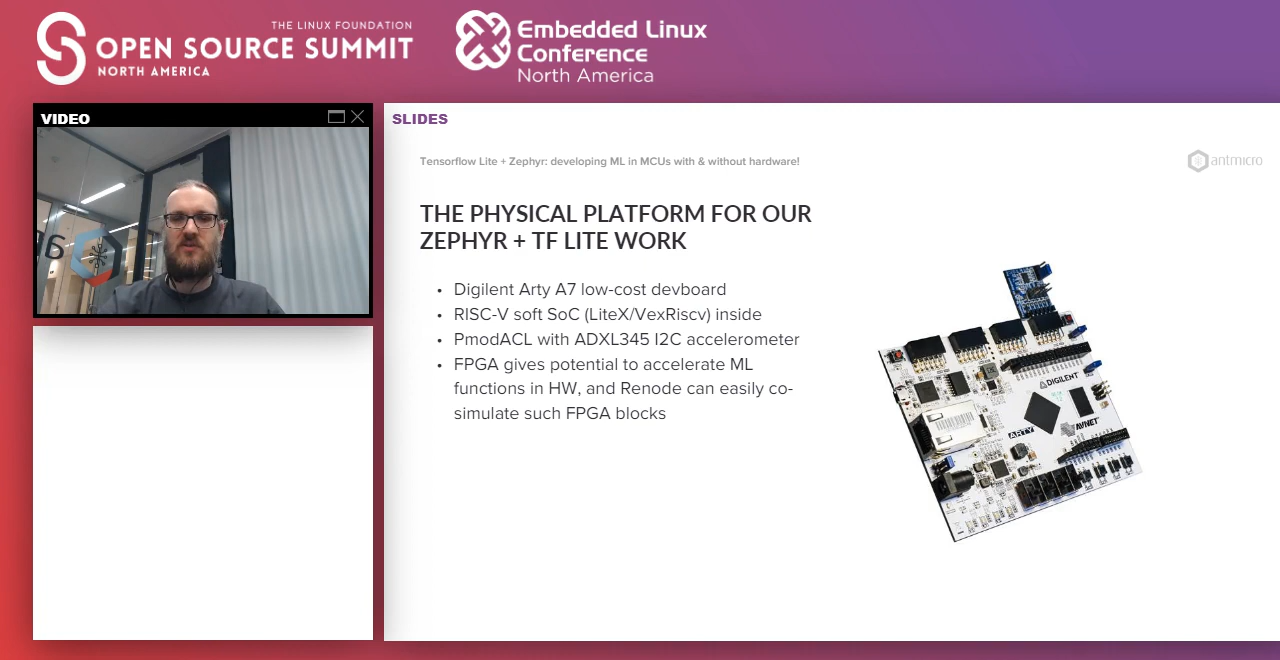 THE LINUX FOUNDATION
OPEN SOURCE SUMMIT
NORTH AMERICA
Embedded Linux
Conference
North America
VIDEO
SLIDES
Tensorflow Lite + Zephyr: developing ML in MCUs with & without hardware!
antmicro
THE PHYSICAL PLATFORM FOR OUR
ZEPHYR + TF LITE WORK
• Digilent Arty A7 low-cost devboard
• RISC-V soft SoC (LiteX/VexRiscv) inside
• PmodACL with ADXL345 I2C accelerometer
• FPGA gives potential to accelerate ML
functions in HW, and Renode can easily co-
simulate such FPGA blocks
DIGILENT
ARTY
AVNET